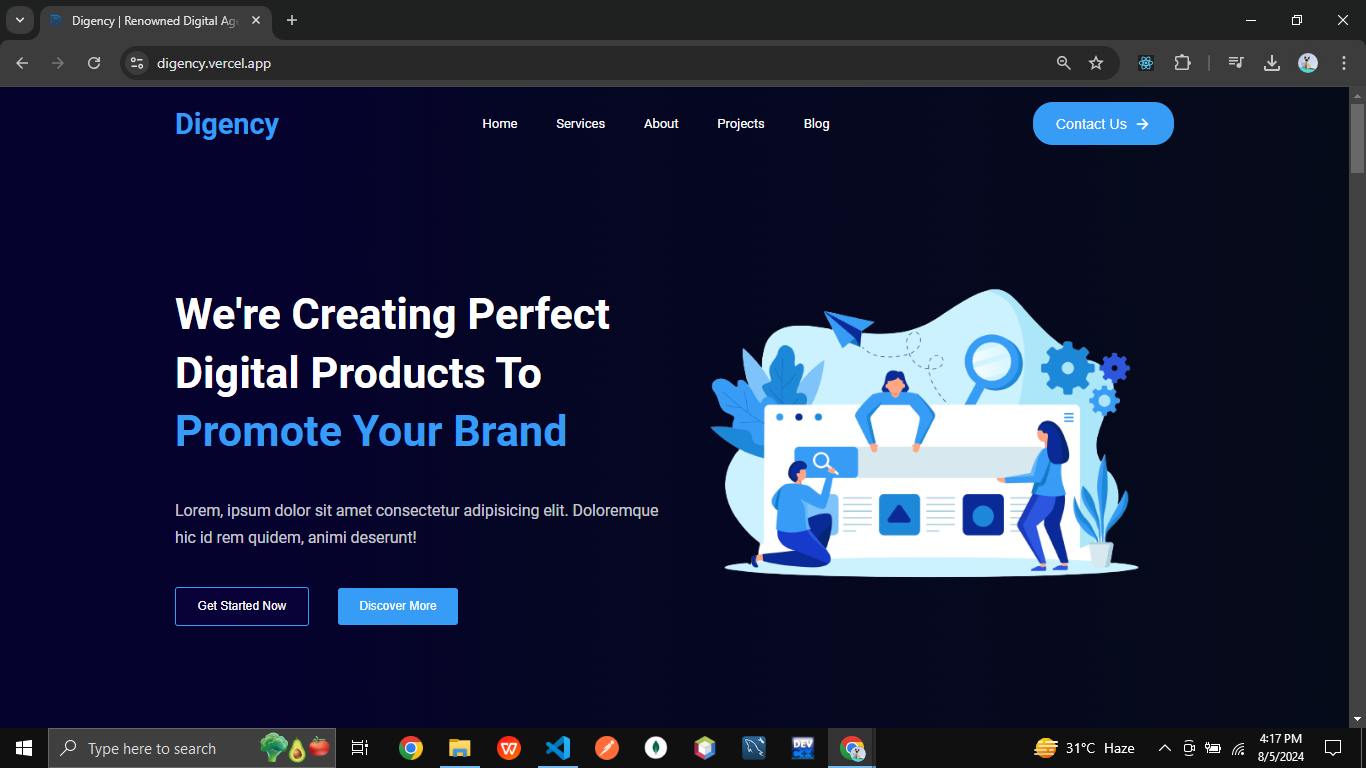 Digency | Renowned Digital Age
digency.vercel.app
Digency
Home
Services
About
Projects
Blog
Contact Us
We're Creating Perfect
Digital Products To
Promote Your Brand
Lorem, ipsum dolor sit amet consectetur adipisicing elit. Doloremque
hic id rem quidem, animi deserunt!
Get Started Now
Discover More
Type here to search
W
DEV
31°C Haze
4:17 PM
8/5/2024